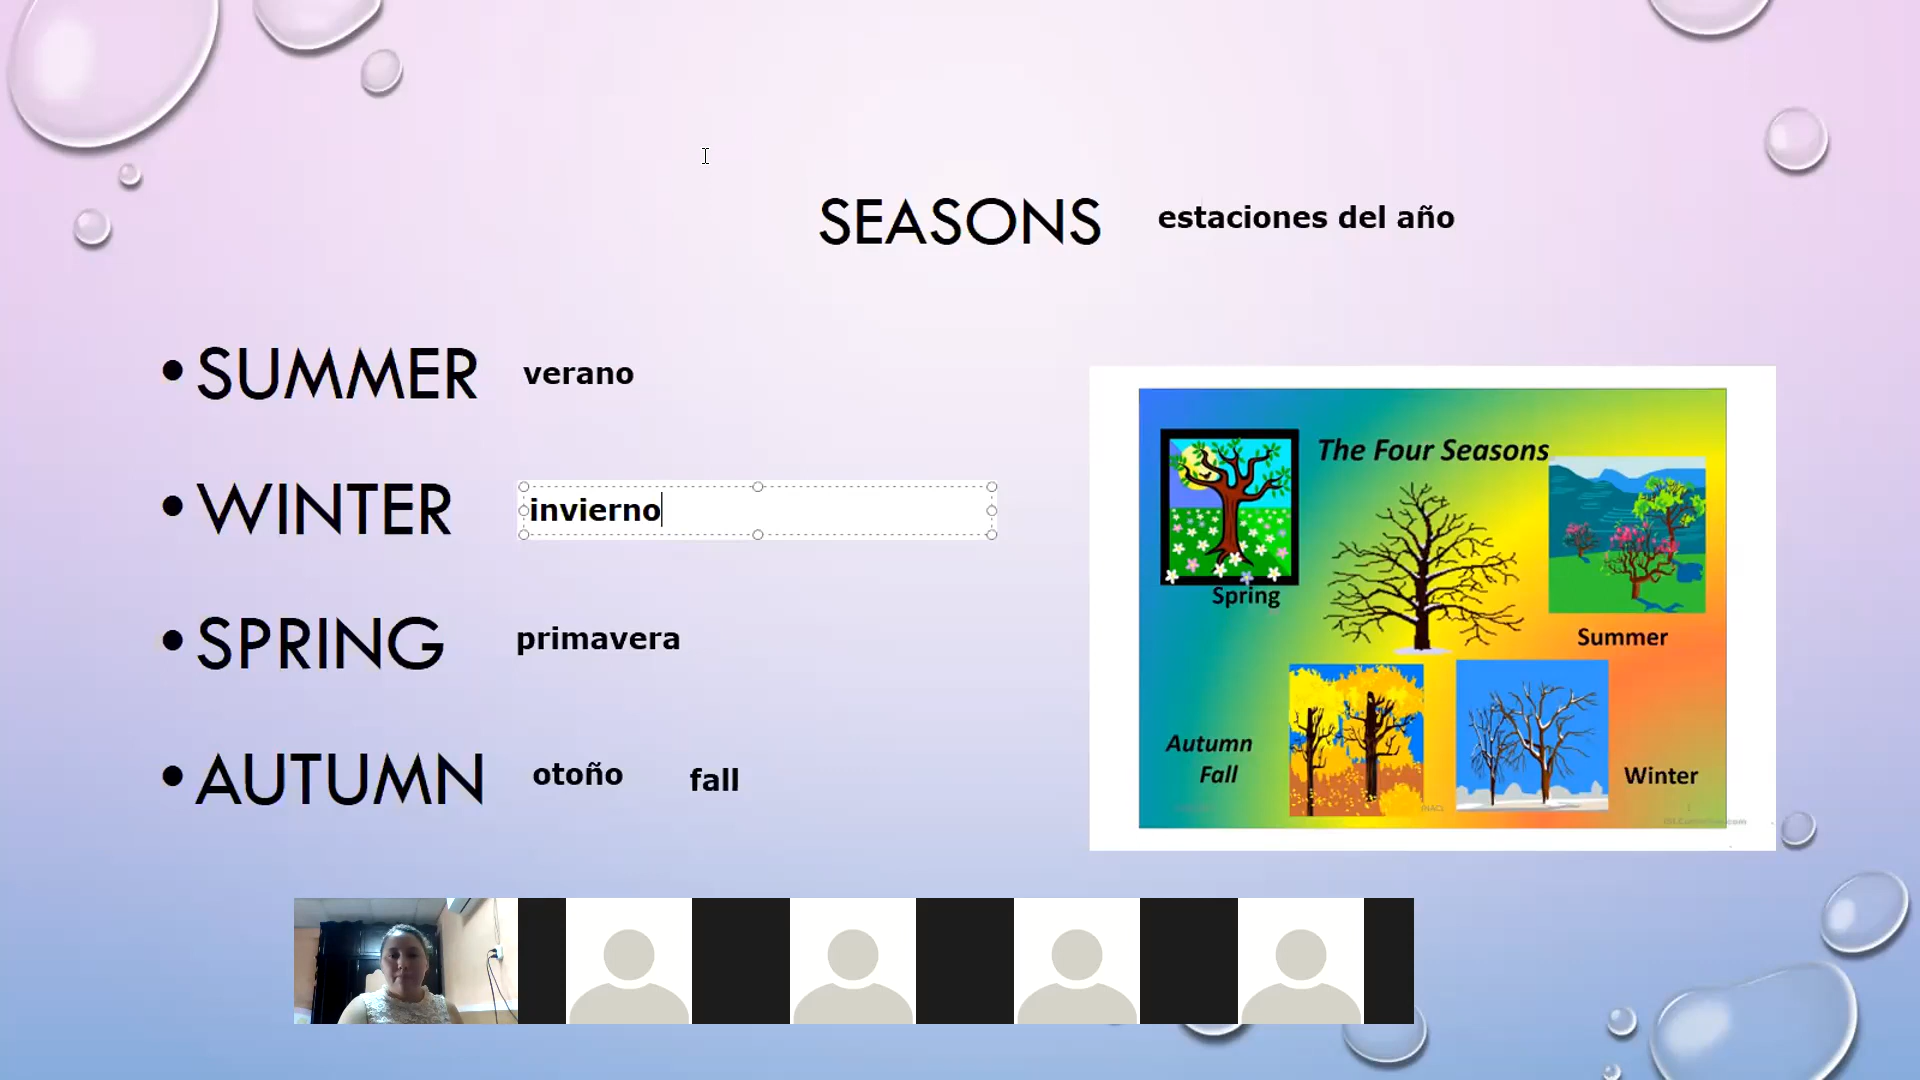 SEASONS estaciones del año
• SUMMER verano
• WINTER invierno
• SPRING primavera
• AUTUMN otoño fall
The Four Seasons
Spring
Summer
Autumn
Fall
Winter